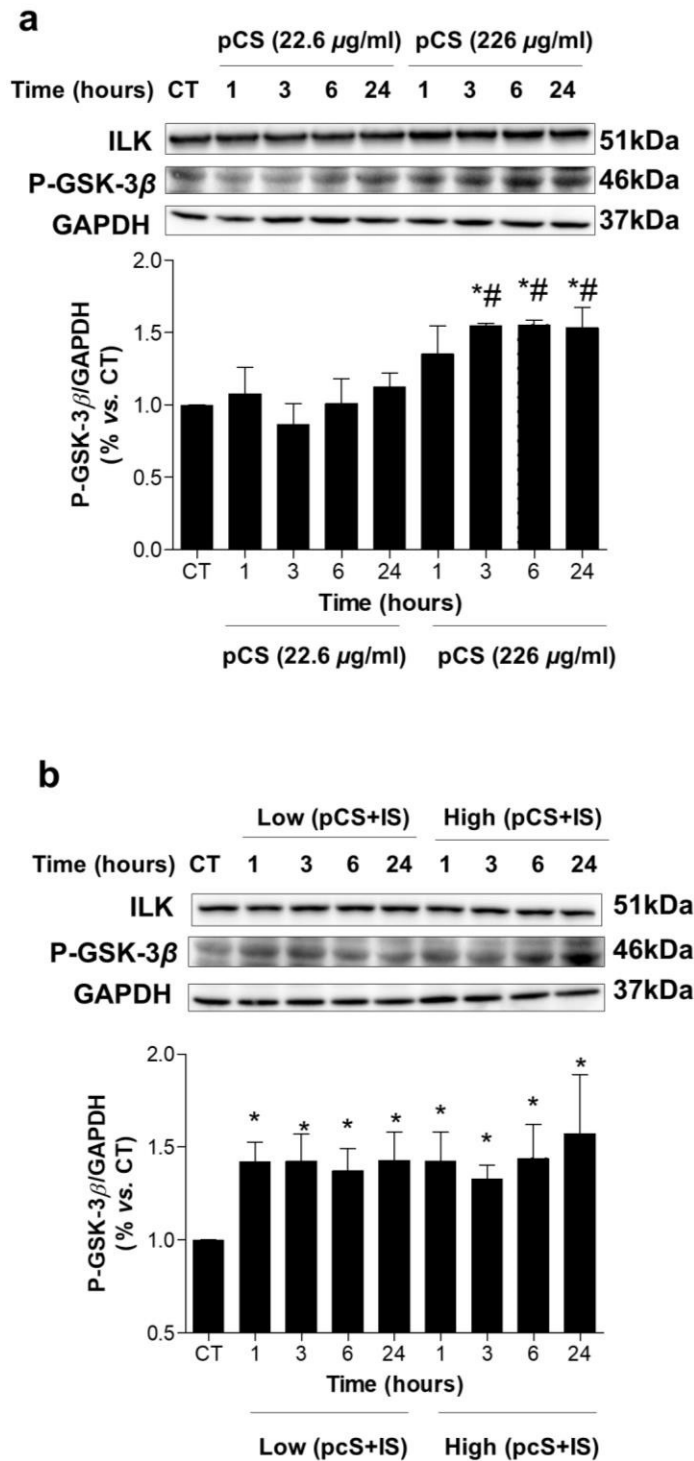 a
pCS (22.6 µg/ml) pCS (226 µg/ml)
Time (hours) CT 1 3 6 24 1 3 6 24
ILK 51kDa
P-GSK-3β 46kDa
GAPDH 37kDa
P-GSK-3β/GAPDH
(% vs. CT)
2.0
1.5
1.0
0.5
0.0
*# *# *#
CT 1 3 6 24 1 3 6 24
Time (hours)
pCS (22.6 µg/ml) pCS (226 µg/ml)
b
Low (pCS+IS) High (pCS+IS)
Time (hours) CT 1 3 6 24 1 3 6 24
ILK 51kDa
P-GSK-3β 46kDa
GAPDH 37kDa
P-GSK-3β/GAPDH
(% vs. CT)
2.0
1.5
1.0
0.5
* * * * * * * *
CT 1 3 6 24 1 3 6 24
Time (hours)
Low (pcS+IS) High (pcS+IS)